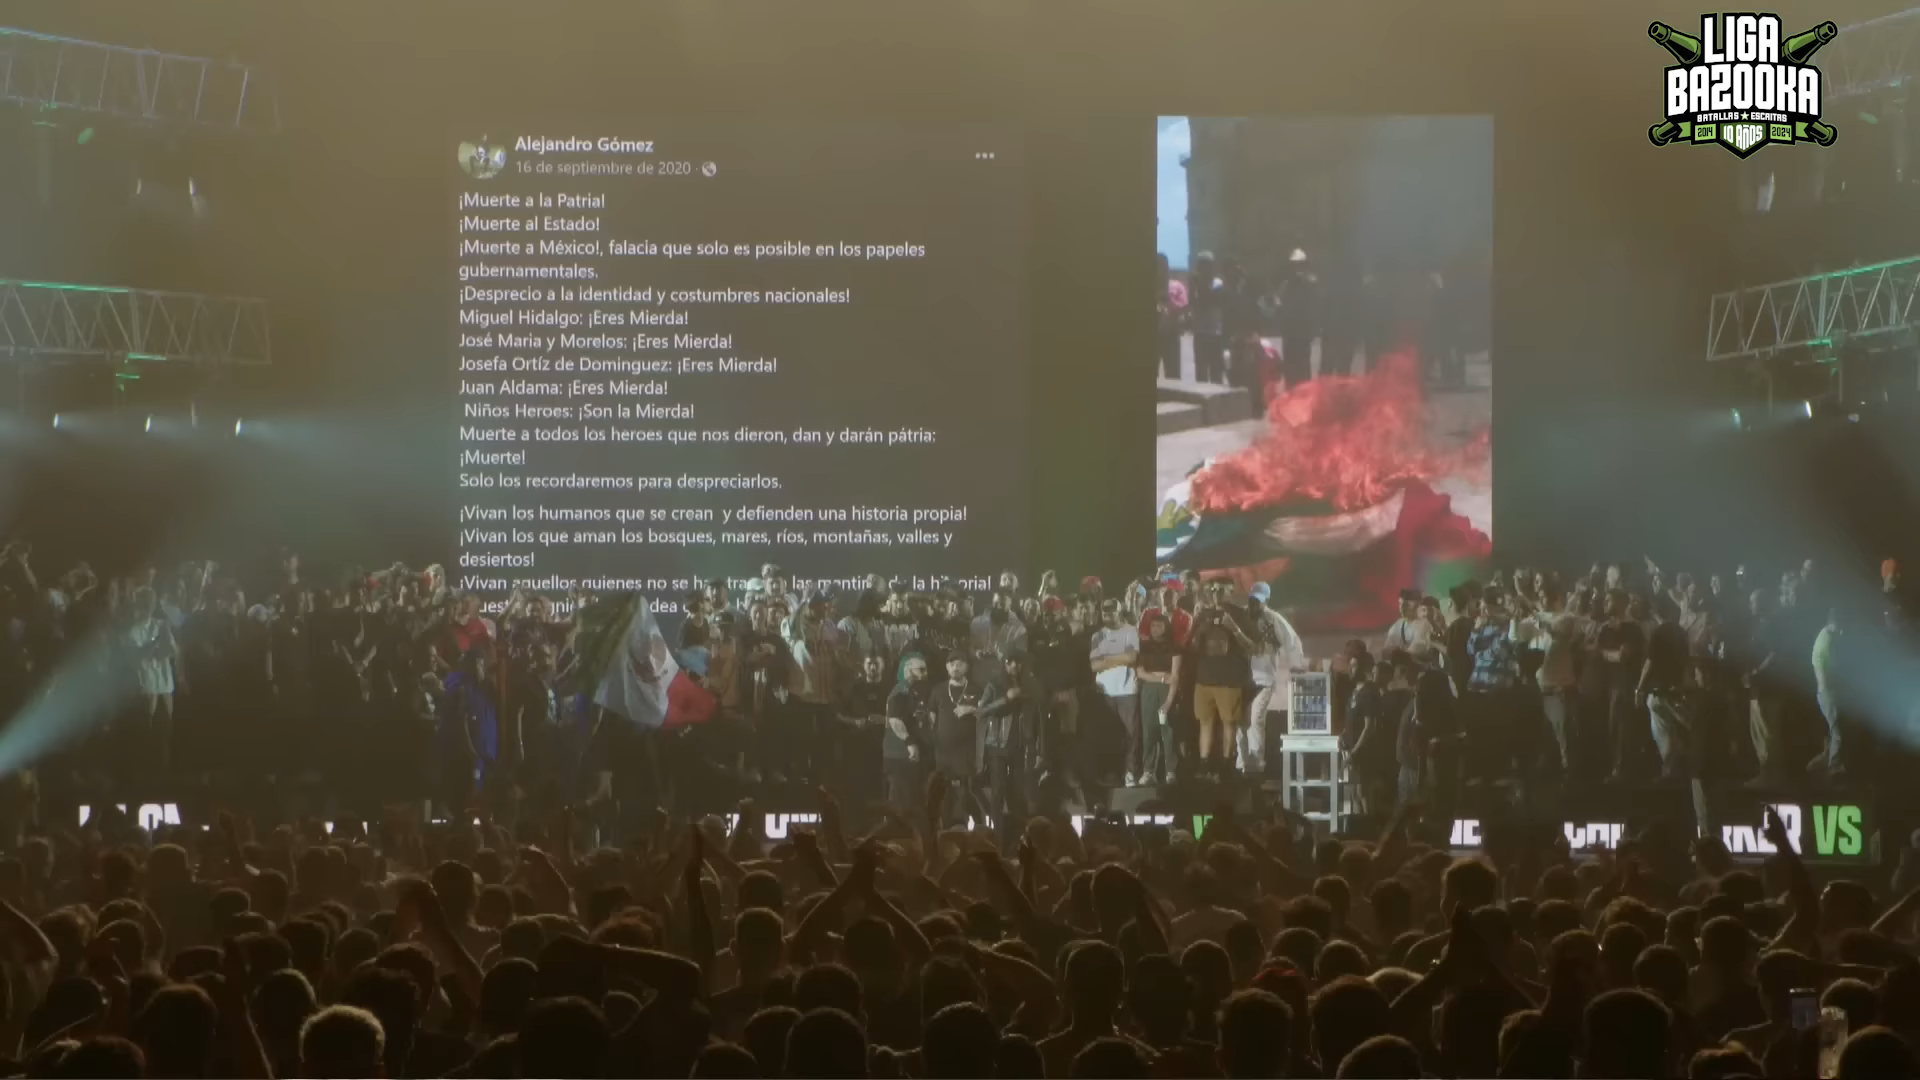 LIGA
BAZOOKA
BATALLAS ★ ESCRITAS
2014 10 AÑOS 2024
Alejandro Gómez
16 de septiembre de 2020 ·
¡Muerte a la Patria!
¡Muerte al Estado!
¡Muerte a México!, falacia que solo es posible en los papeles
gubernamentales.
¡Desprecio a la identidad y costumbres nacionales!
Miguel Hidalgo: ¡Eres Mierda!
José Maria y Morelos: ¡Eres Mierda!
Josefa Ortíz de Dominguez: ¡Eres Mierda!
Juan Aldama: ¡Eres Mierda!
Niños Heroes: ¡Son la Mierda!
Muerte a todos los heroes que nos dieron, dan y darán pátria:
¡Muerte!
Solo los recordaremos para despreciarlos.
¡Vivan los humanos que se crean y defienden una historia propia!
¡Vivan los que aman los bosques, mares, ríos, montañas, valles y
desiertos!
¡Vivan aquellos quienes no se las de la
VS